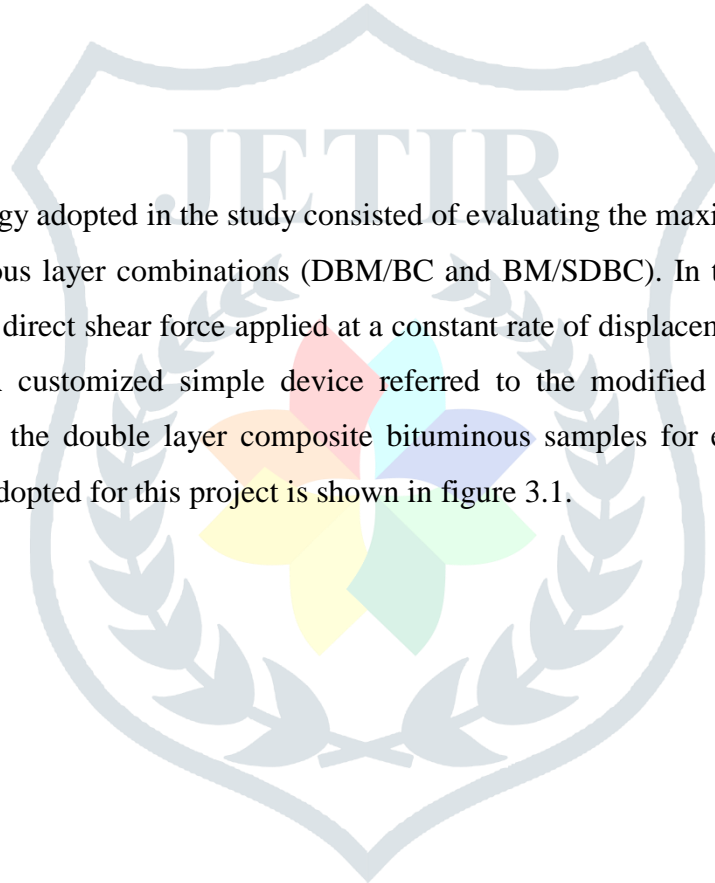 JETIR
gy adopted in the study consisted of evaluating the maxi
ous layer combinations (DBM/BC and BM/SDBC). In t
direct shear force applied at a constant rate of displacen
customized simple device referred to the modified
the double layer composite bituminous samples for e
dopted for this project is shown in figure 3.1.